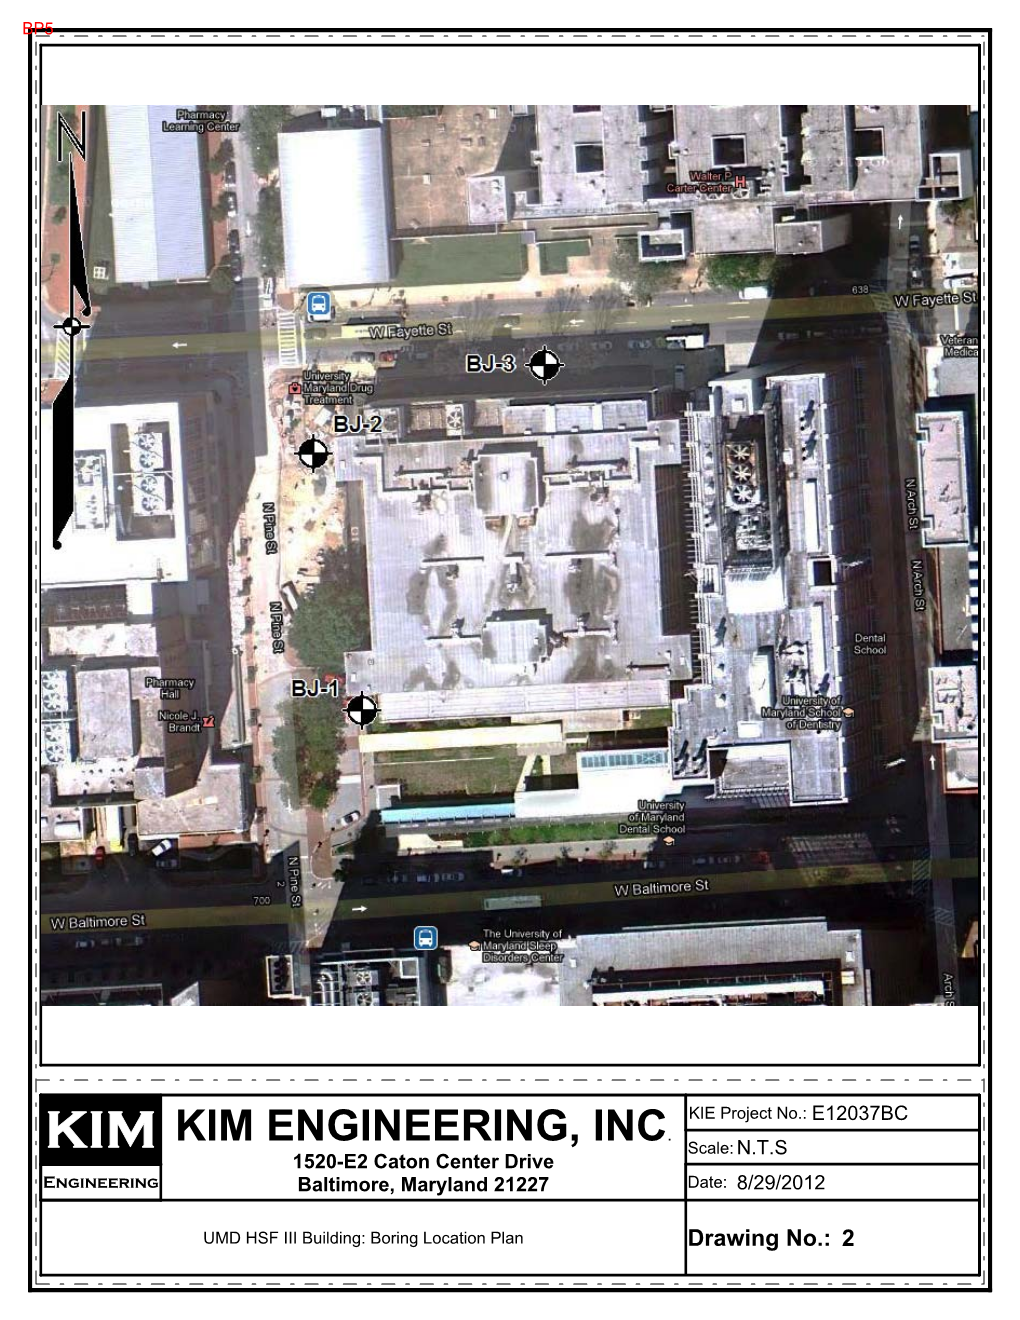 BP5
Pharmacy
Learning Center
N
Walter P.
Carter Center
638
W Fayette St
W Fayette St
Veteran
Medica
BJ-3
University
Maryland Drug
Treatment
BJ-2
N Pine St
N Arch St
N Arch St
N Pine St
Dental
School
Pharmacy
Hall
BJ-1
Nicole J.
Brandt
University of
Maryland School
of Dentistry
University
of Maryland
Dental School
N Pine St
2
700
W Baltimore St
W Baltimore St
The University of
Maryland Sleep
Disorders Center
Arch S
KIM
ENGINEERING
KIM ENGINEERING, INC.
1520-E2 Caton Center Drive
Baltimore, Maryland 21227
KIE Project No.: E12037BC
Scale: N.T.S
Date: 8/29/2012
UMD HSF III Building: Boring Location Plan
Drawing No.: 2